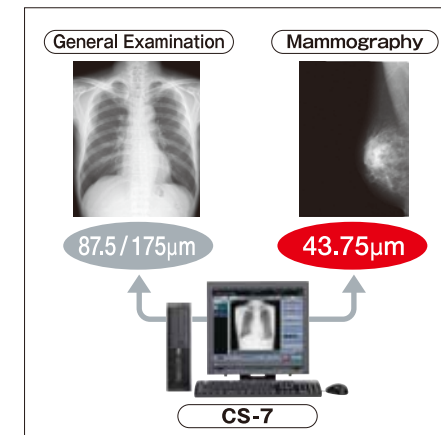 General Examination
Mammography
87.5 / 175μm
43.75μm
CS-7